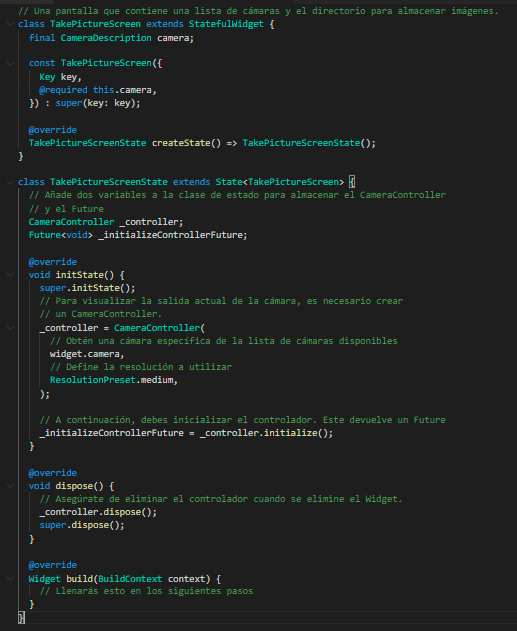 // Una pantalla que contiene una lista de cámaras y el directorio para almacenar imágenes.
class TakePictureScreen extends StatefulWidget {
  final CameraDescription camera;

  const TakePictureScreen({
    Key key,
    @required this.camera,
  }) : super(key: key);

  @override
  TakePictureScreenState createState() => TakePictureScreenState();
}

class TakePictureScreenState extends State<TakePictureScreen> {
  // Añade dos variables a la clase de estado para almacenar el CameraController
  // y el Future
  CameraController _controller;
  Future<void> _initializeControllerFuture;

  @override
  void initState() {
    super.initState();
    // Para visualizar la salida actual de la cámara, es necesario crear
    // un CameraController.
    _controller = CameraController(
      // Obtén una cámara específica de la lista de cámaras disponibles
      widget.camera,
      // Define la resolución a utilizar
      ResolutionPreset.medium,
    );

    // A continuación, debes inicializar el controlador. Este devuelve un Future
    _initializeControllerFuture = _controller.initialize();
  }

  @override
  void dispose() {
    // Asegúrate de eliminar el controlador cuando se elimine el Widget.
    _controller.dispose();
    super.dispose();
  }

  @override
  Widget build(BuildContext context) {
    // Llenarás esto en los siguientes pasos
  }
}